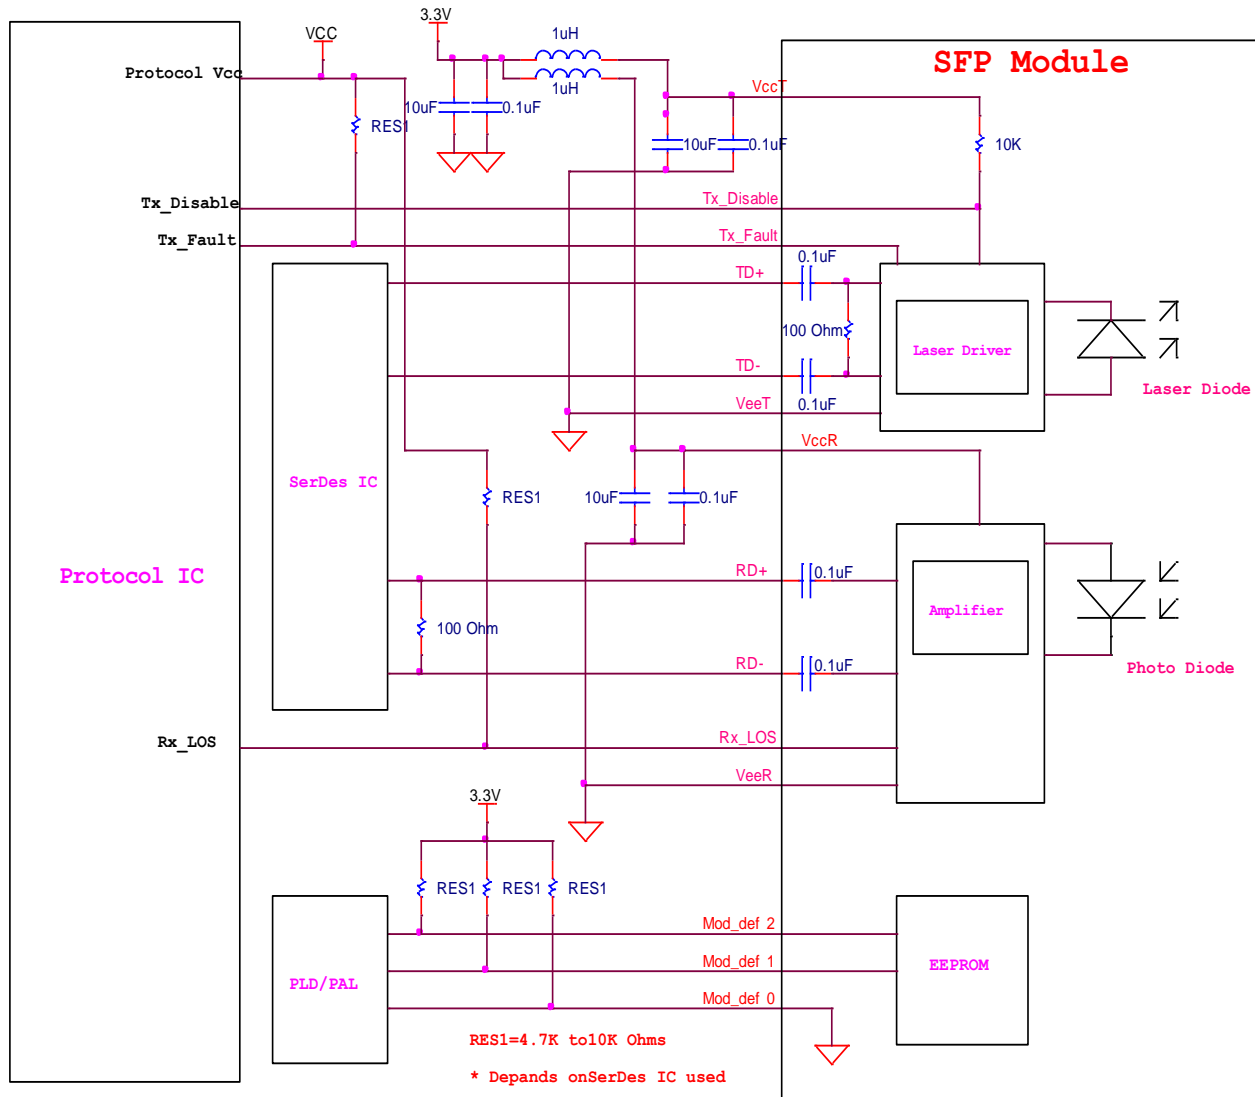 3.3V
VCC
1uH
SFP Module
Protocol Vcc
1uH
VccT
10uF
0.1uF
RES1
10uF
0.1uF
10K
Tx_Disable
Tx_Disable
Tx_Fault
Tx_Fault
0.1uF
TD+
100 Ohm
Laser Driver
TD-
Laser Diode
VeeT
0.1uF
VccR
SerDes IC
RES1
10uF
0.1uF
Protocol IC
RD+
0.1uF
Amplifier
100 Ohm
RD-
0.1uF
Photo Diode
Rx_LOS
Rx_LOS
VeeR
3.3V
RES1
RES1
RES1
Mod_def 2
Mod_def 1
EEPROM
PLD/PAL
Mod_def 0
RES1=4.7K to10K Ohms
* Depands onSerDes IC used